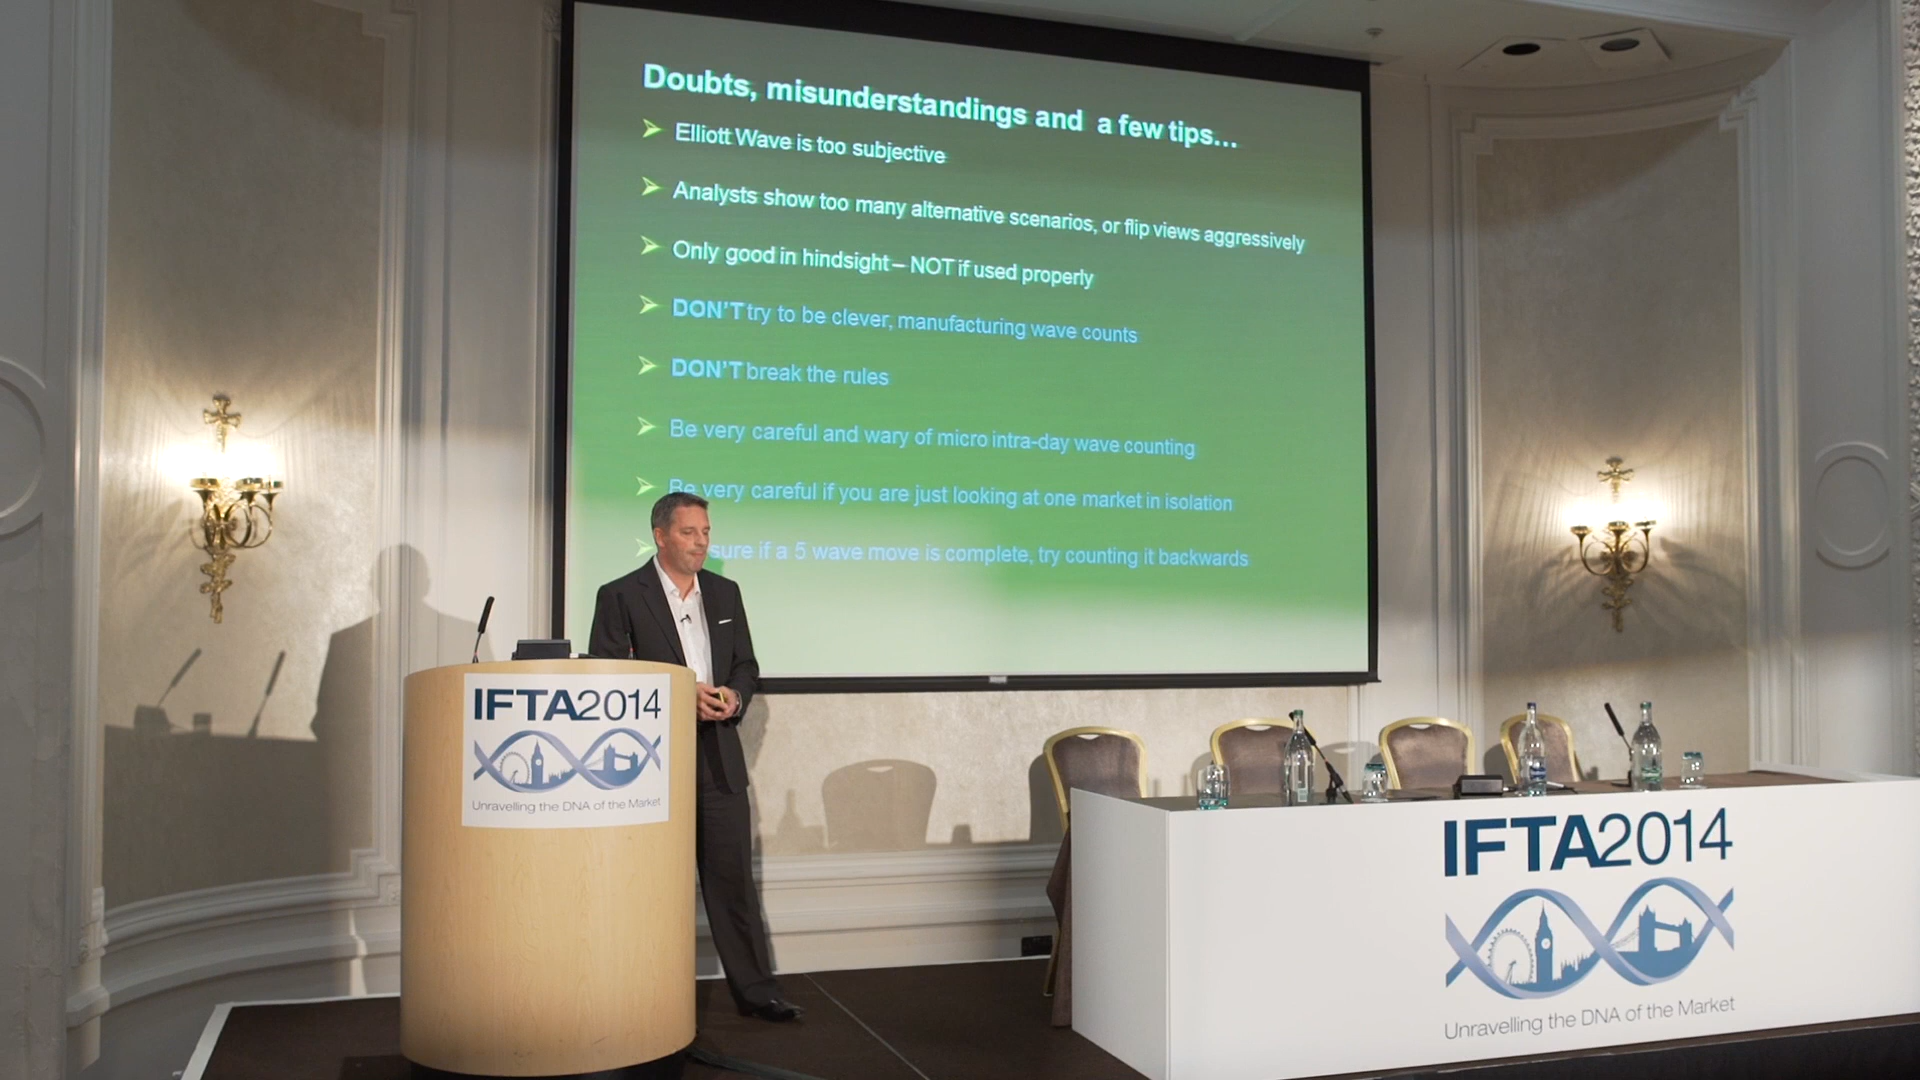 Doubts, misunderstandings and a few tips...
Elliott Wave is too subjective
Analysts show too many alternative scenarios, or flip views aggressively
Only good in hindsight – NOT if used properly
DON'T try to be clever, manufacturing wave counts
DON'T break the rules
Be very careful and wary of micro intra-day wave counting
Be very careful if you are just looking at one market in isolation
sure if a 5 wave move is complete, try counting it backwards
IFTA2014
Unravelling the DNA of the Market
IFTA2014
Unravelling the DNA of the Market